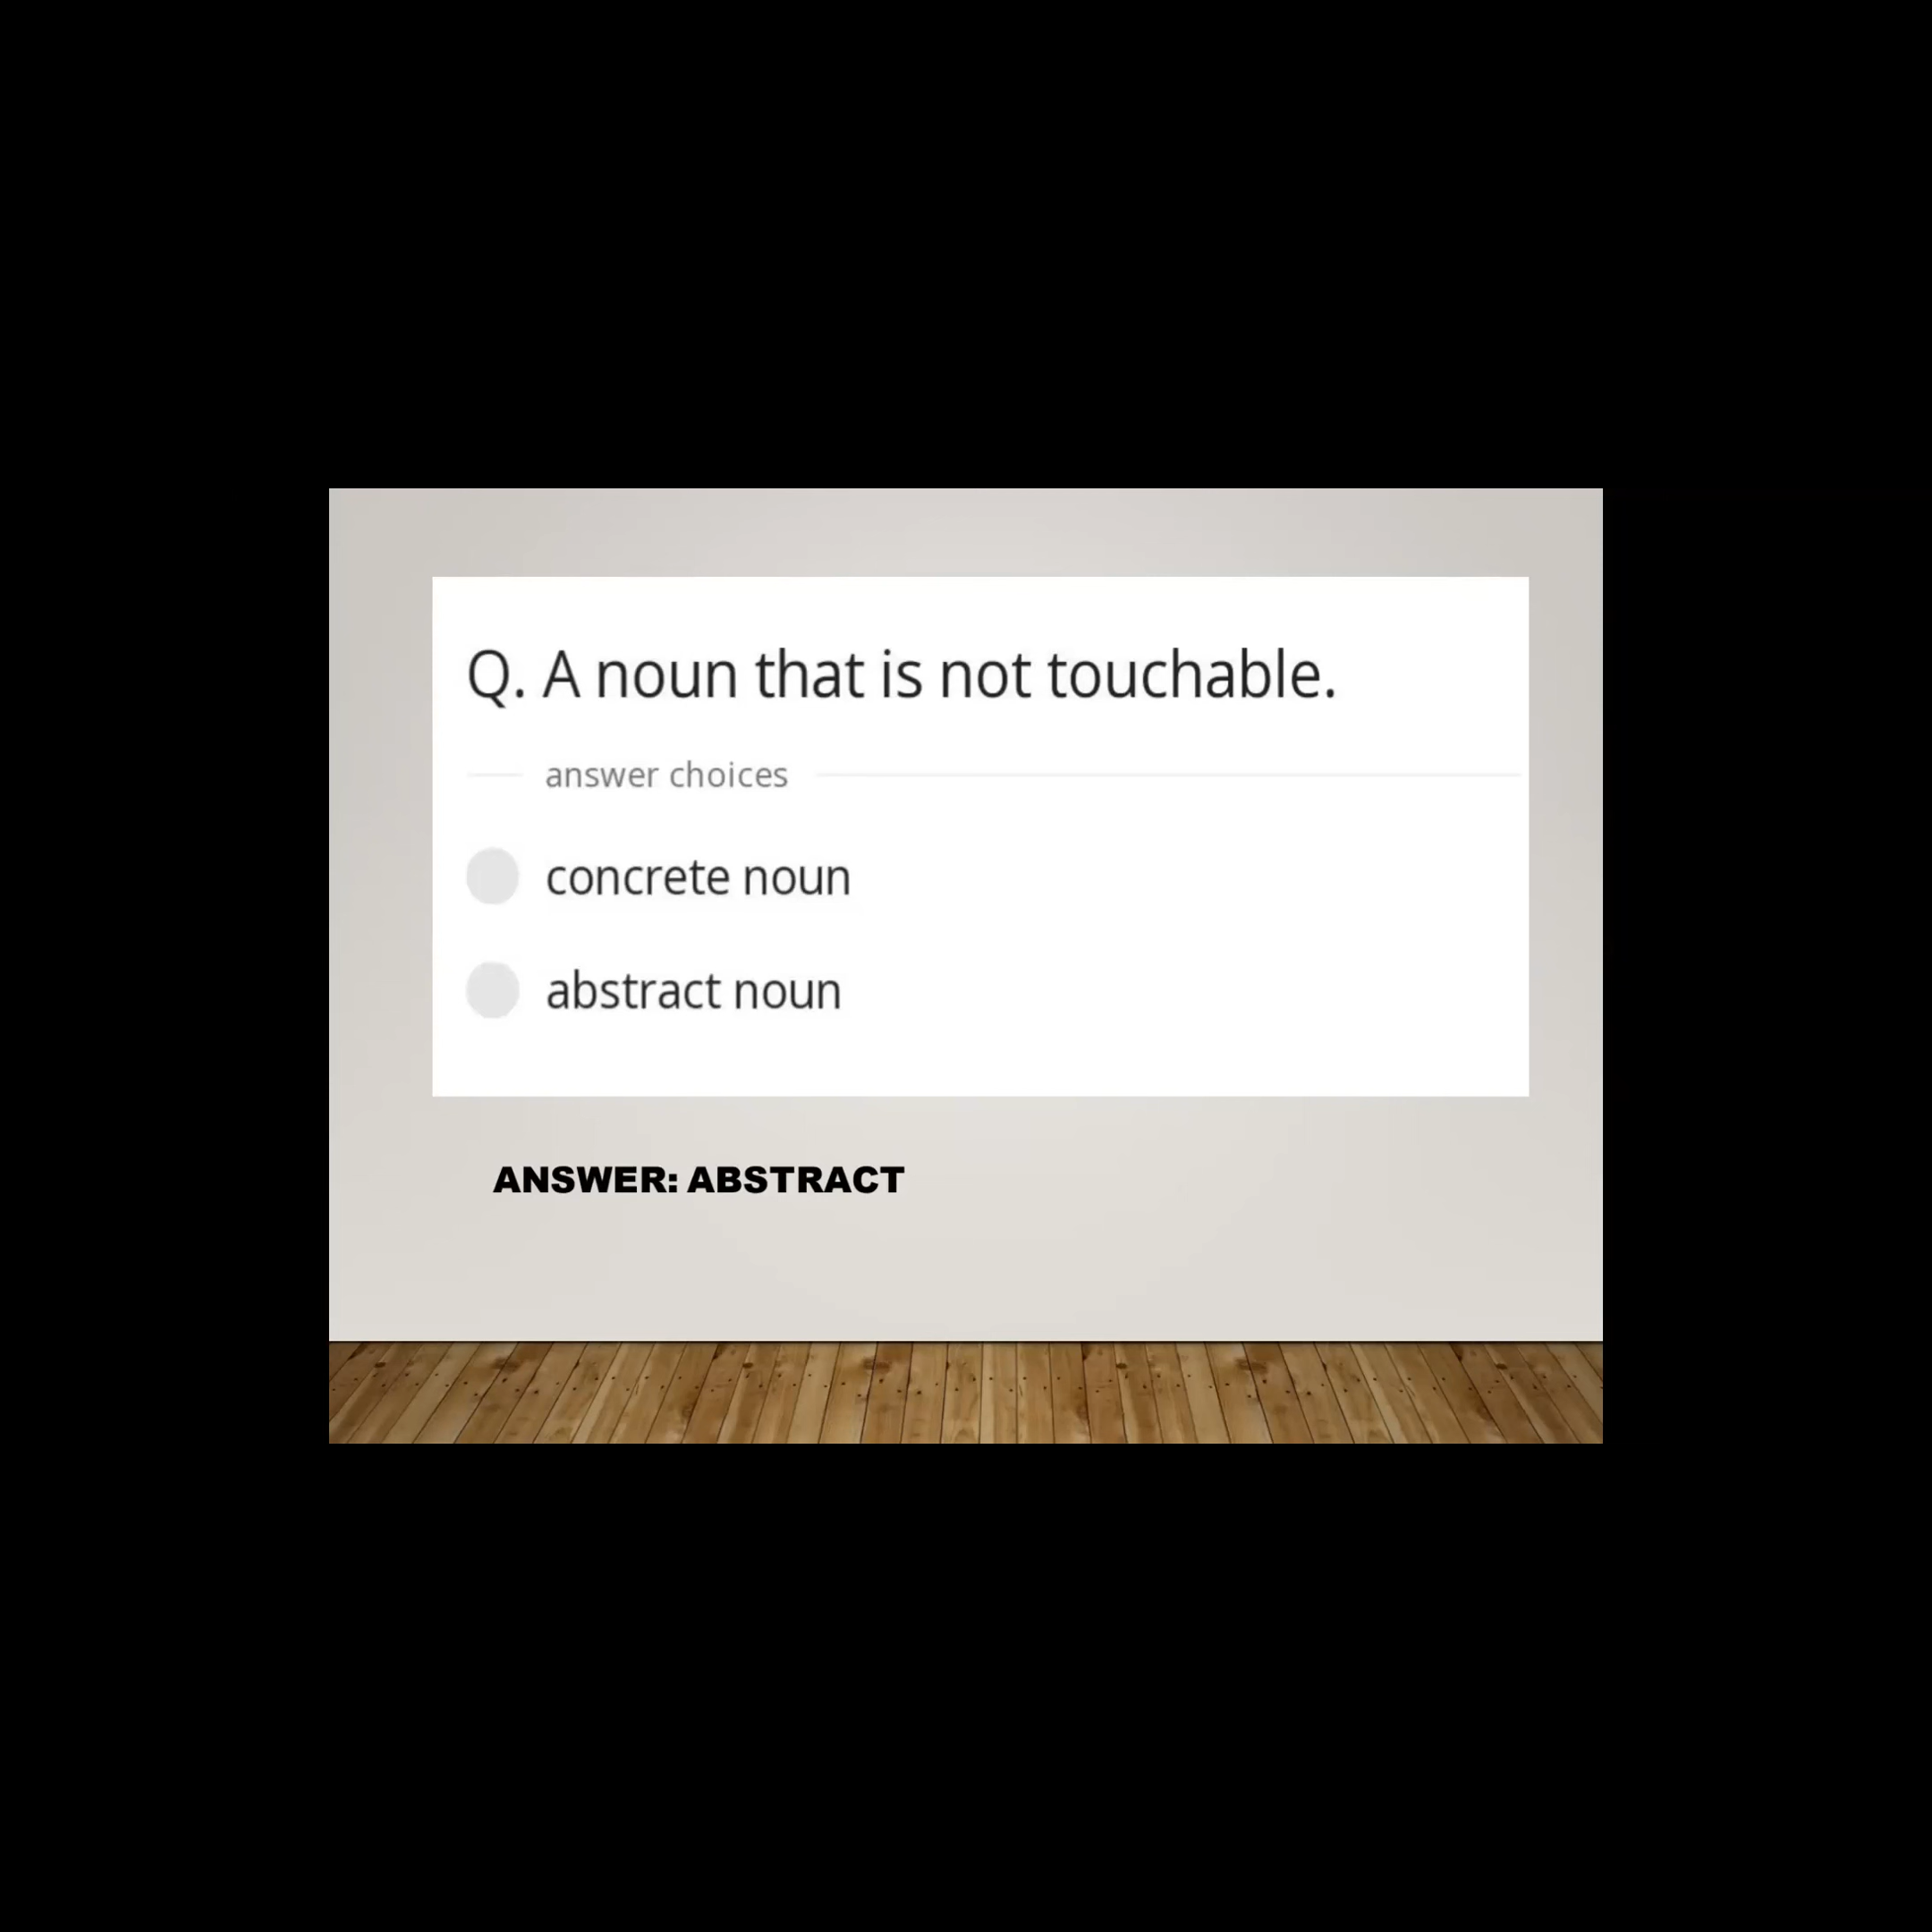 Q. A noun that is not touchable.
answer choices
concrete noun
abstract noun
ANSWER: ABSTRACT